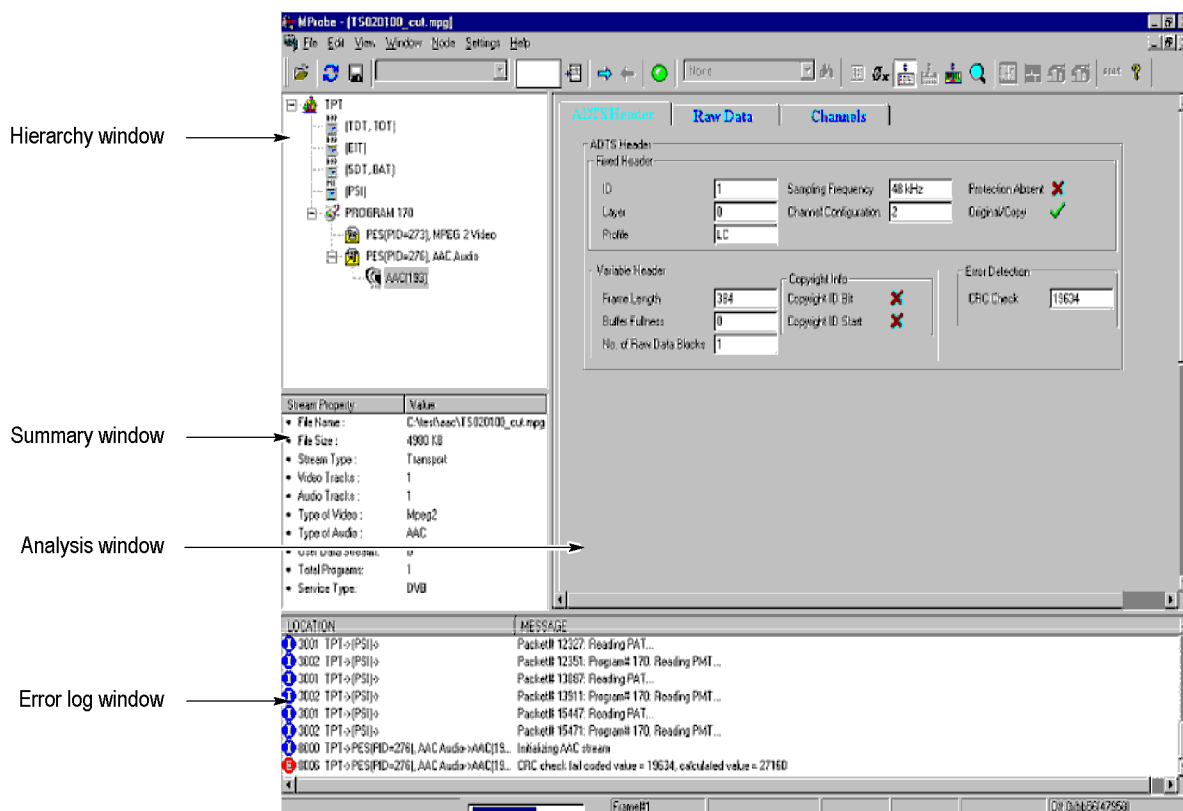 MProbe - [TS020100_cut.mpg]
File Edit View Window Node Settings Help
None
start
Hierarchy window
TPT
(TDT, TOT)
(EIT)
(SDT, BAT)
(PSI)
PROGRAM 170
PES(PID=273), MPEG 2 Video
PES(PID=276), AAC Audio
AAC(193)
ADTS Header Raw Data Channels
ADTS Header
Fixed Header
ID 1 Sampling Frequency 48 kHz Protection Absent
Layer 0 Channel Configuration 2 Original/Copy
Profile LC
Variable Header Copyright Info Error Detection
Frame Length 384 Copyright ID Bit CRC Check 19634
Buffer Fullness 0 Copyright ID Start
No. of Raw Data Blocks 1
Summary window
Stream Property Value
File Name : C:\test\aac\TS020100_cut.mpg
File Size : 4980 KB
Stream Type : Transport
Video Tracks : 1
Audio Tracks : 1
Type of Video : Mpeg2
Type of Audio : AAC
User Data Stream: 0
Total Programs: 1
Service Type: DVB
Analysis window
Error log window
LOCATION MESSAGE
3001 TPT->(PSI)-> Packet# 12327: Reading PAT...
3002 TPT->(PSI)-> Packet# 12351: Program# 170. Reading PMT...
3001 TPT->(PSI)-> Packet# 13887: Reading PAT...
3002 TPT->(PSI)-> Packet# 13911: Program# 170. Reading PMT...
3001 TPT->(PSI)-> Packet# 15447: Reading PAT...
3002 TPT->(PSI)-> Packet# 15471: Program# 170. Reading PMT...
8000 TPT->PES(PID=276), AAC Audio->AAC(19... Initializing AAC stream
8006 TPT->PES(PID=276), AAC Audio->AAC(19... CRC check fail coded value = 19634, calculated value = 27160
Frame#1